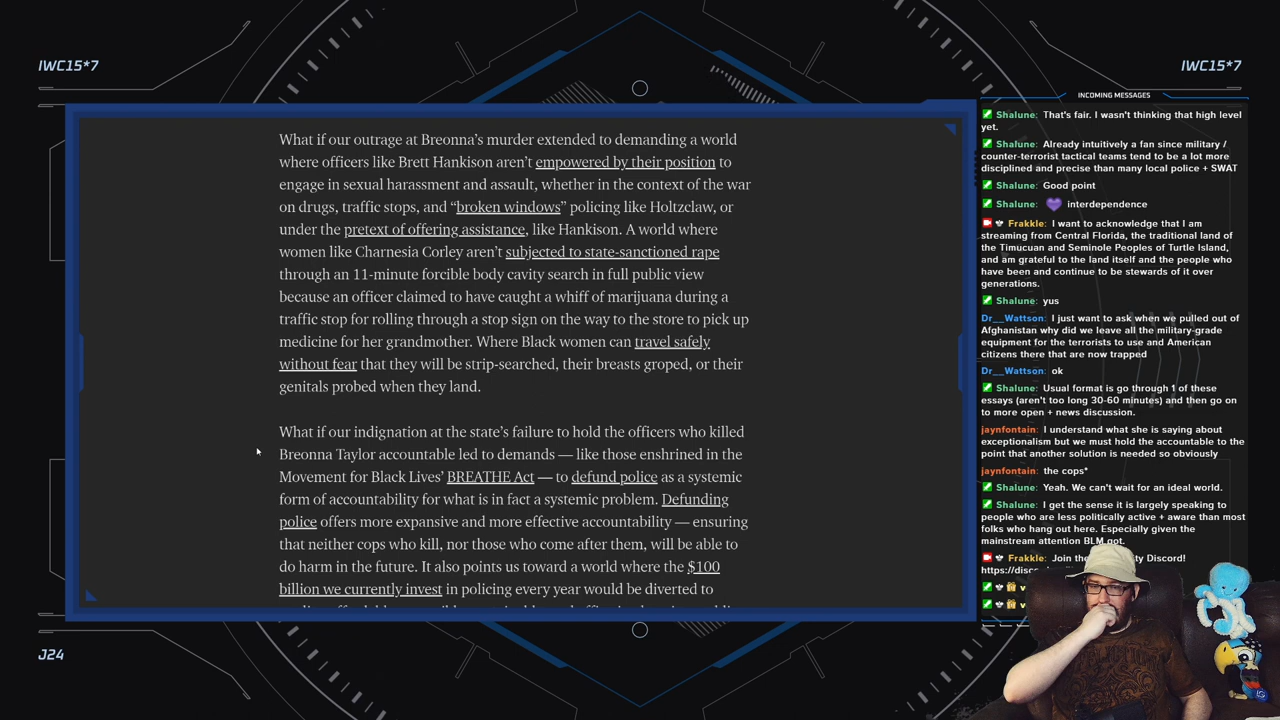 IWC15*7
IWC15*7
What if our outrage at Breonna’s murder extended to demanding a world
where officers like Brett Hankison aren’t empowered by their position to
engage in sexual harassment and assault, whether in the context of the war
on drugs, traffic stops, and “broken windows” policing like Holtzclaw, or
under the pretext of offering assistance, like Hankison. A world where
women like Charnesia Corley aren’t subjected to state-sanctioned rape
through an 11-minute forcible body cavity search in full public view
because an officer claimed to have caught a whiff of marijuana during a
traffic stop for rolling through a stop sign on the way to the store to pick up
medicine for her grandmother. Where Black women can travel safely
without fear that they will be strip-searched, their breasts groped, or their
genitals probed when they land.
What if our indignation at the state’s failure to hold the officers who killed
Breonna Taylor accountable led to demands — like those enshrined in the
Movement for Black Lives’ BREATHE Act — to defund police as a systemic
form of accountability for what is in fact a systemic problem. Defunding
police offers more expansive and more effective accountability — ensuring
that neither cops who kill, nor those who come after them, will be able to
do harm in the future. It also points us toward a world where the $100
billion we currently invest in policing every year would be diverted to
J24
INCOMING MESSAGES
Shalune: That's fair. I wasn't thinking that high level
yet.
Shalune: Already intuitively a fan since military /
counter-terrorist tactical teams tend to be a lot more
disciplined and precise than many local police + SWAT
Shalune: Good point
Shalune: interdependence
Frakkle: I want to acknowledge that I am
streaming from Central Florida, the traditional land of
the Timucuan and Seminole Peoples of Turtle Island,
and am grateful to the land itself and the people who
have been and continue to be stewards of it over
generations.
Shalune: yus
Dr__Wattson: I just want to ask when we pulled out of
Afghanistan why did we leave all the military-grade
equipment for the terrorists to use and American
citizens there that are now trapped
Dr__Wattson: ok
Shalune: Usual format is go through 1 of these
essays (aren't too long 30-60 minutes) and then go on
to more open + news discussion.
jaynfontain: I understand what she is saying about
exceptionalism but we must hold the accountable to the
point that another solution is needed so obviously
jaynfontain: the cops*
Shalune: Yeah. We can't wait for an ideal world.
Shalune: I get the sense it is largely speaking to
people who are less politically active + aware than most
folks who hang out here. Especially given the
mainstream attention BLM got.
Frakkle: Join the Discord!